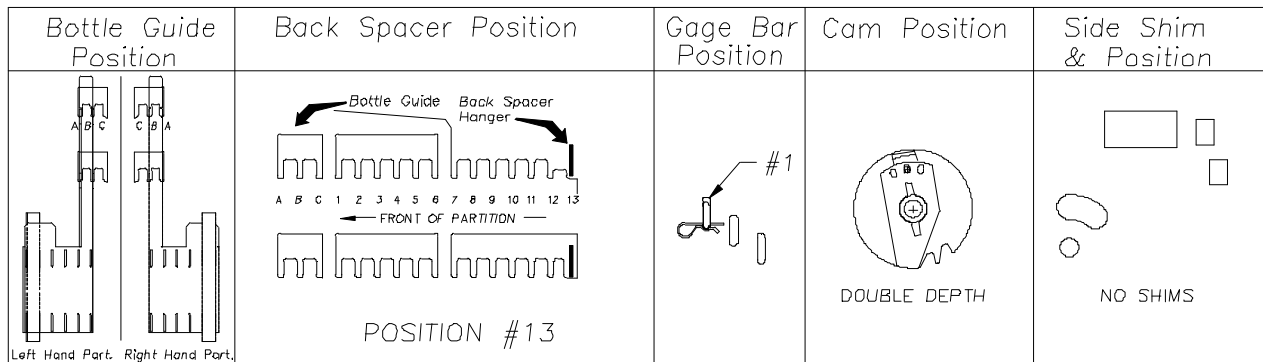 Bottle Guide
Position
Back Spacer Position
Gage Bar
Position
Cam Position
Side Shim
& Position
A B C
C B A
Left Hand Part.
Right Hand Part.
Bottle Guide
Back Spacer
Hanger
A B C 1 2 3 4 5 6 7 8 9 10 11 12 13
FRONT OF PARTITION
POSITION #13
#1
DOUBLE DEPTH
NO SHIMS